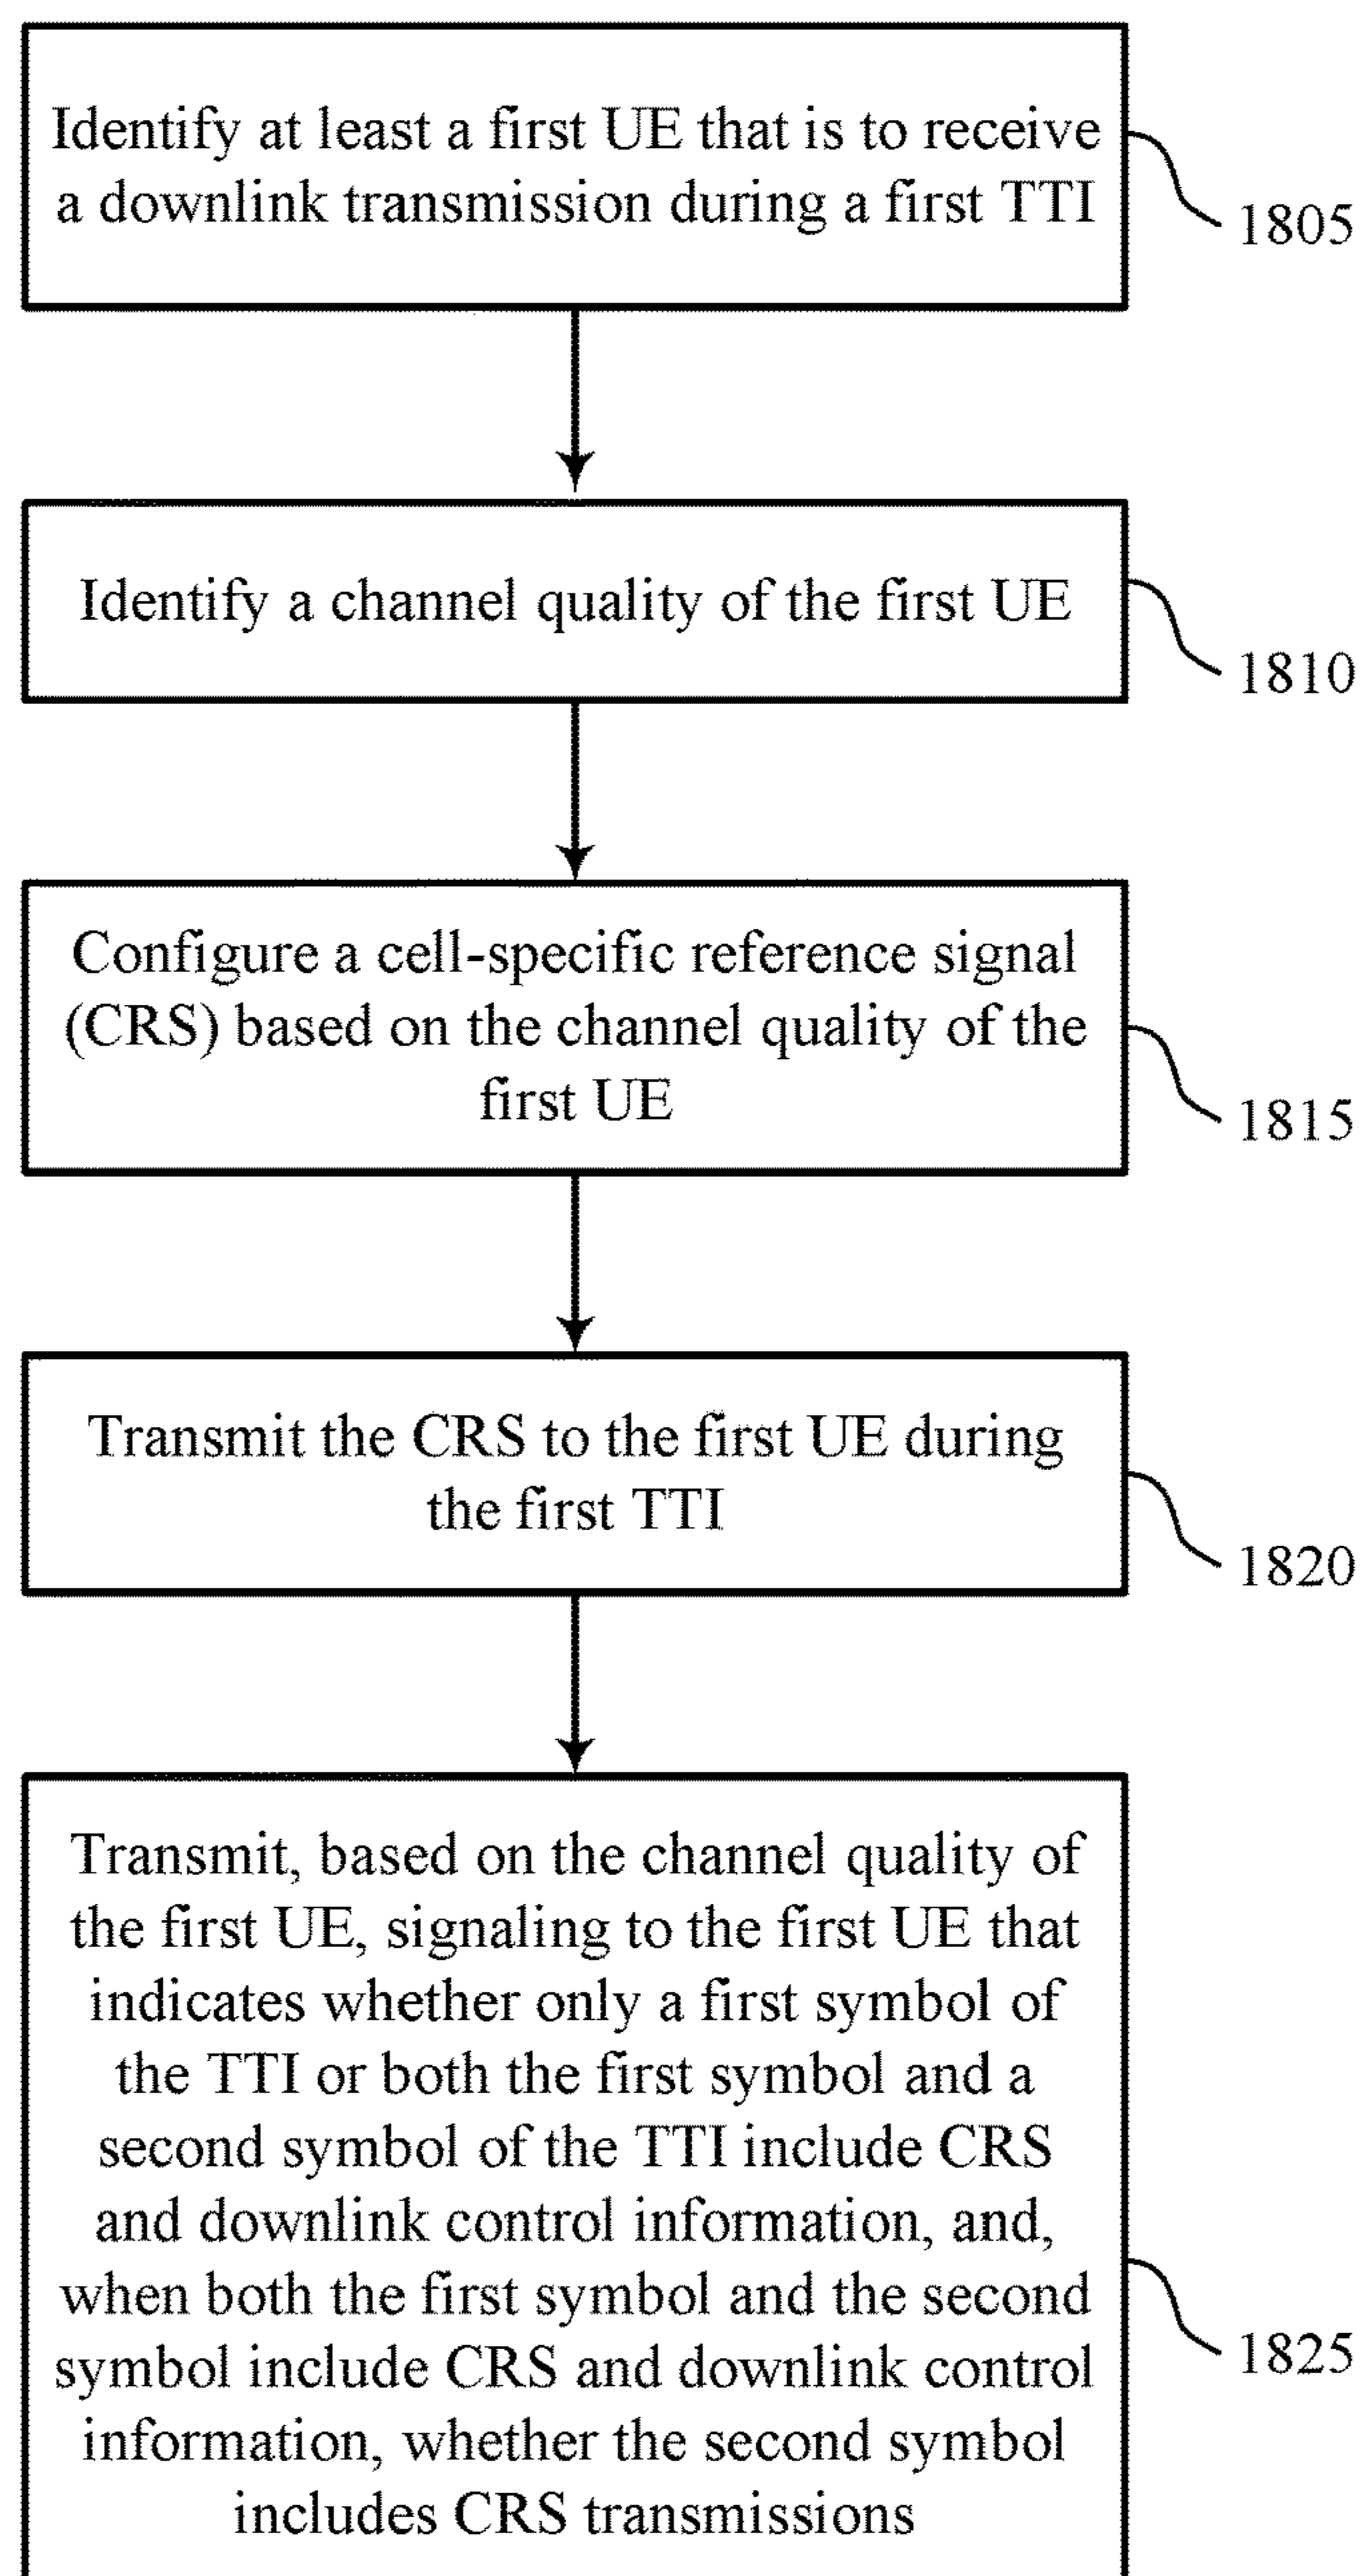 Identify at least a first UE that is to receive
a downlink transmission during a first TTI
1805
Identify a channel quality of the first UE
1810
Configure a cell-specific reference signal
(CRS) based on the channel quality of the
first UE
1815
Transmit the CRS to the first UE during
the first TTI
1820
Transmit, based on the channel quality of
the first UE, signaling to the first UE that
indicates whether only a first symbol of
the TTI or both the first symbol and a
second symbol of the TTI include CRS
and downlink control information, and,
when both the first symbol and the second
symbol include CRS and downlink control
information, whether the second symbol
includes CRS transmissions
1825